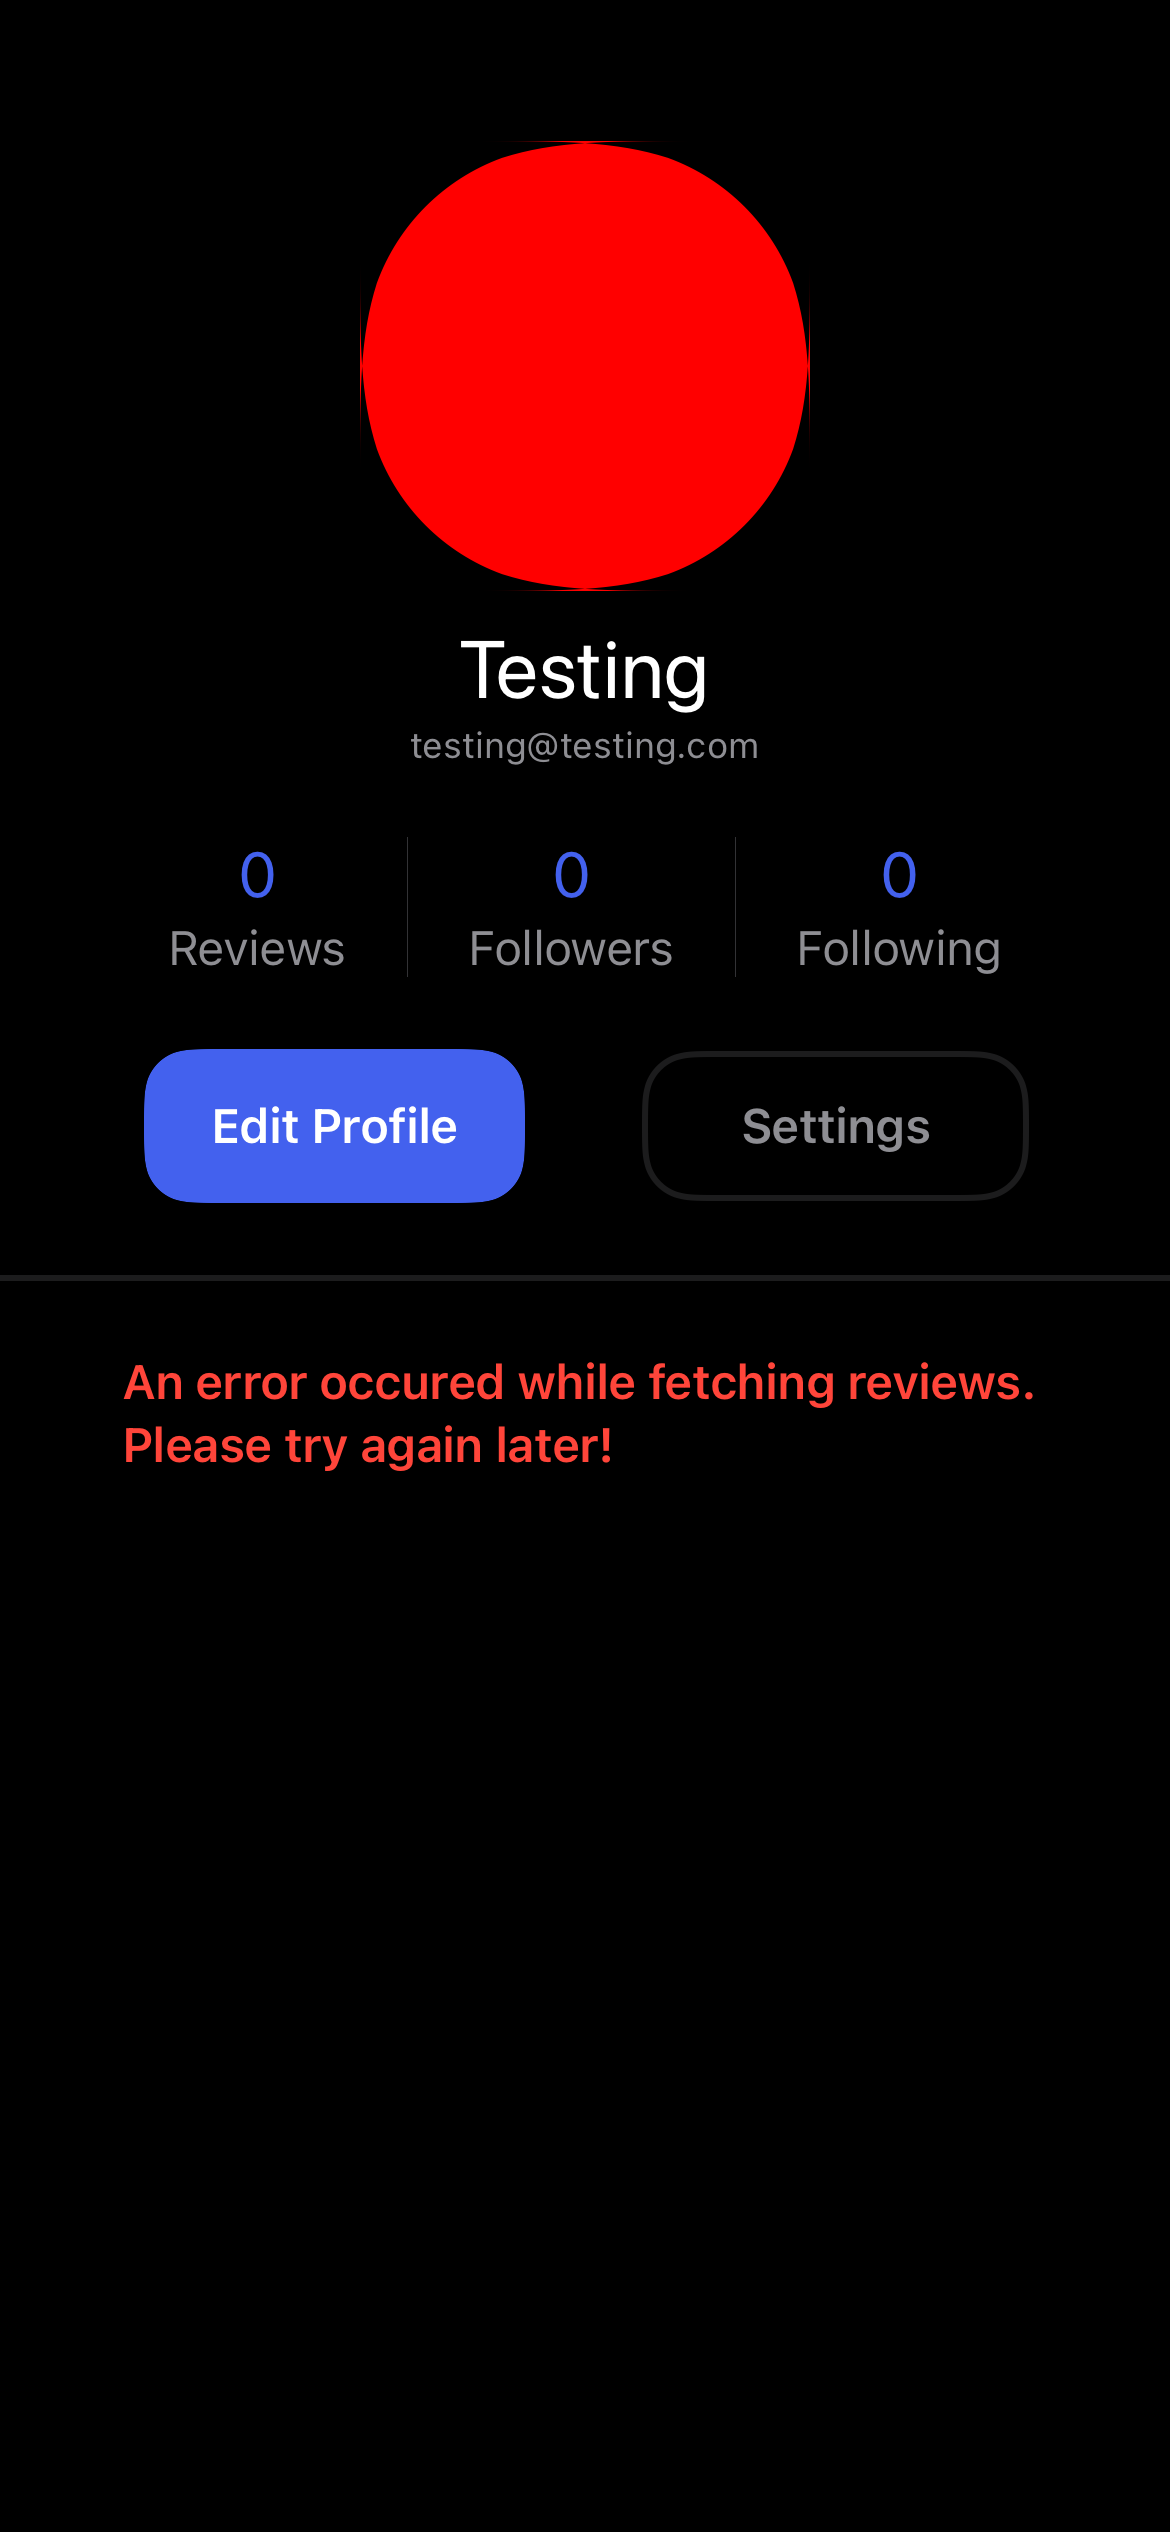 Testing
testing@testing.com
0
Reviews
0
Followers
0
Following
Edit Profile
Settings
An error occured while fetching reviews.
Please try again later!